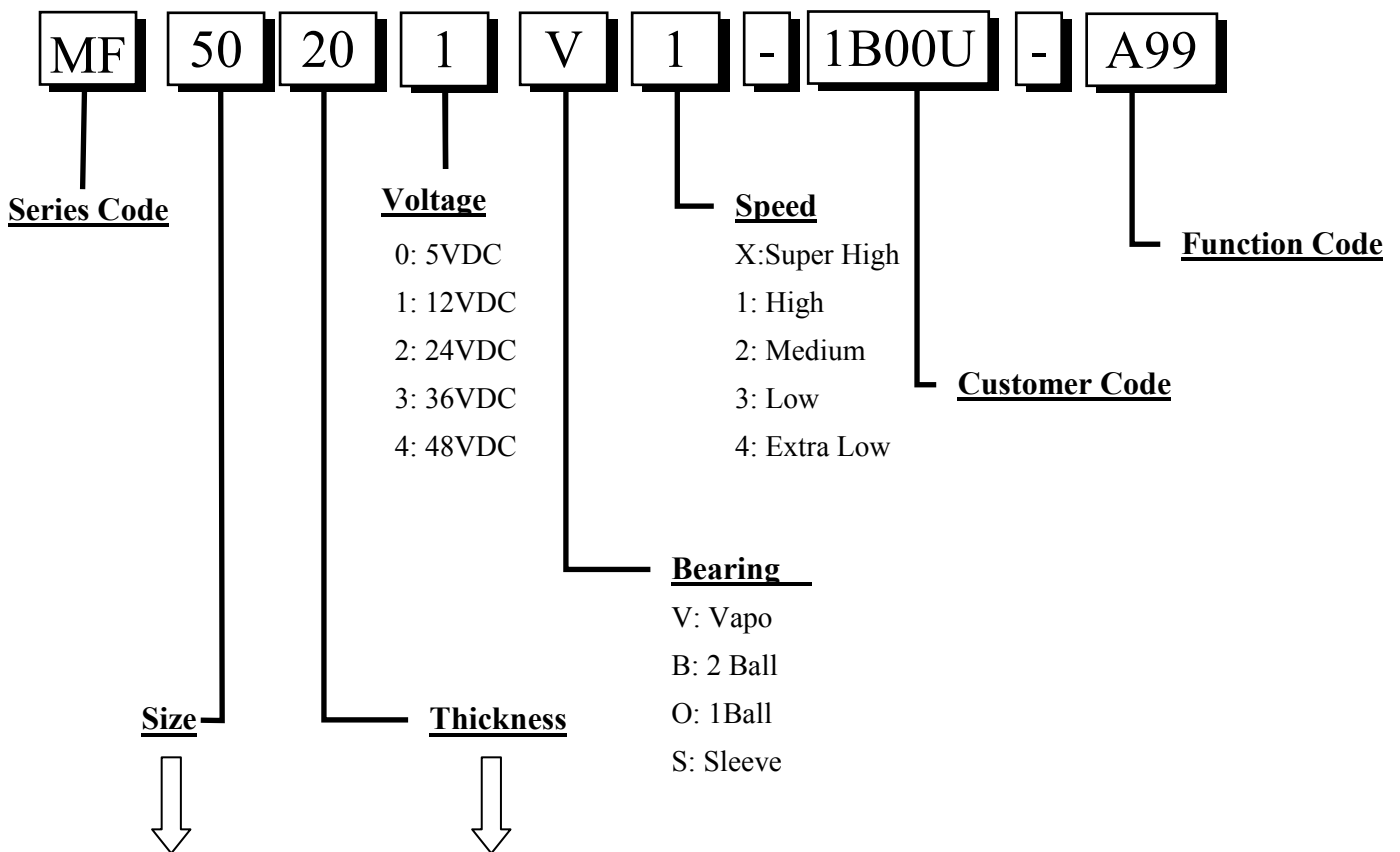 MF 50 20 1 V 1 - 1B00U - A99
Series Code
Voltage
0: 5VDC
1: 12VDC
2: 24VDC
3: 36VDC
4: 48VDC
Speed
X:Super High
1: High
2: Medium
3: Low
4: Extra Low
Function Code
Customer Code
Bearing
V: Vapo
B: 2 Ball
O: 1Ball
S: Sleeve
Size
Thickness